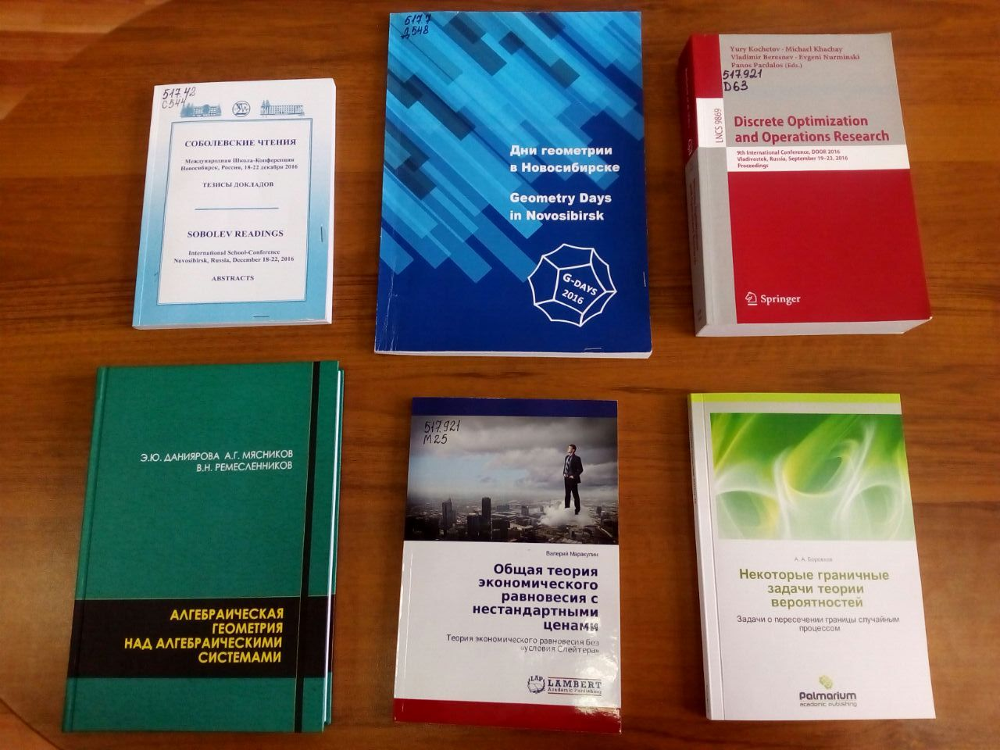 517.42
С544
СОБОЛЕВСКИЕ ЧТЕНИЯ
Международная Школа-Конференция
Новосибирск, Россия, 18-22 декабря 2016
ТЕЗИСЫ ДОКЛАДОВ
SOBOLEV READINGS
International School-Conference
Novosibirsk, Russia, December 18-22, 2016
ABSTRACTS
517.7
Д548
Дни геометрии
в Новосибирске
Geometry Days
in Novosibirsk
G-DAYS
2016
Yury Kochetov · Michael Khachay
Vladimir Beresnev · Evgeni Nurminski
Panos Pardalos (Eds.)
517.921
D63
LNCS 9869
Discrete Optimization
and Operations Research
9th International Conference, DOOR 2016
Vladivostok, Russia, September 19–23, 2016
Proceedings
Springer
Э.Ю. ДАНИЯРОВА А.Г. МЯСНИКОВ
В.Н. РЕМЕСЛЕННИКОВ
АЛГЕБРАИЧЕСКАЯ
ГЕОМЕТРИЯ
НАД АЛГЕБРАИЧЕСКИМИ
СИСТЕМАМИ
517.921
М25
Валерий Маракулин
Общая теория
экономического
равновесия с
нестандартными
ценами
Теория экономического равновесия без
«условия Слейтера»
LAP LAMBERT
Academic Publishing
А. А. Боровков
Некоторые граничные
задачи теории
вероятностей
Задачи о пересечении границы случайным
процессом
Palmarium
academic publishing